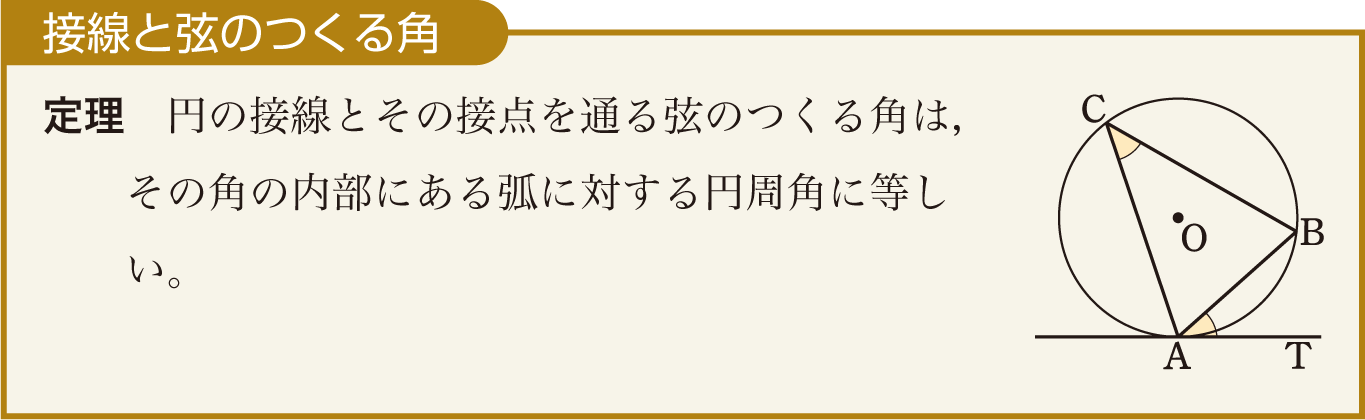 接線と弦のつくる角
定理 円の接線とその接点を通る弦のつくる角は，
その角の内部にある弧に対する円周角に等し
い。
C
O
B
A
T